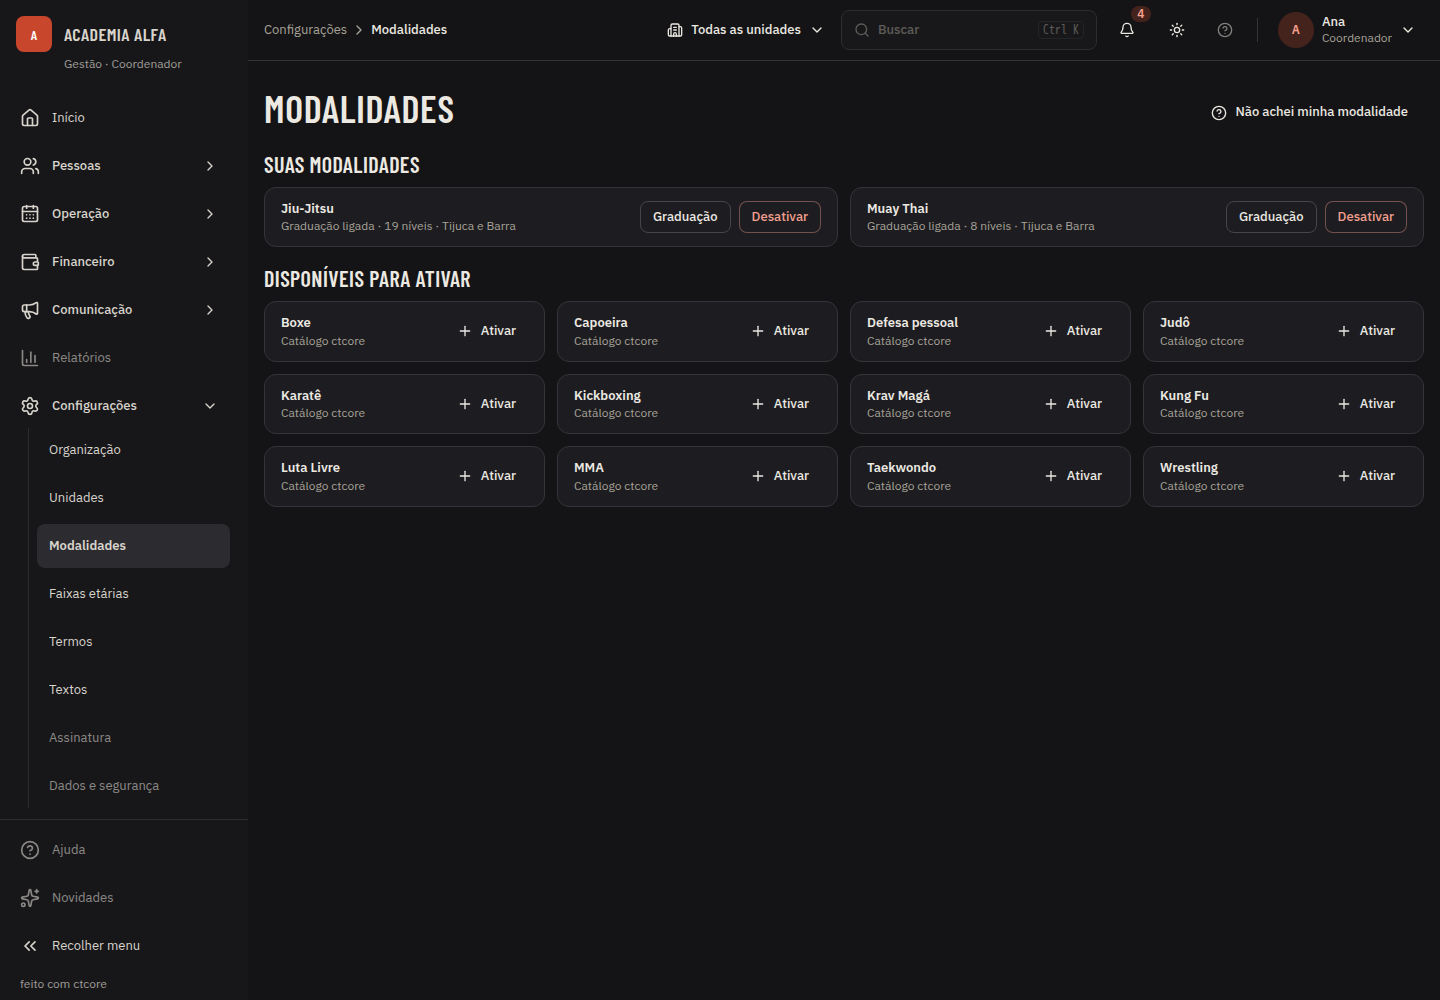 A
ACADEMIA ALFA
Gestão · Coordenador
Início
Pessoas
Operação
Financeiro
Comunicação
Relatórios
Configurações
Organização
Unidades
Modalidades
Faixas etárias
Termos
Textos
Assinatura
Dados e segurança
Ajuda
Novidades
Recolher menu
feito com ctcore
Configurações > Modalidades
Todas as unidades
Buscar
Ctrl K
4
A
Ana
Coordenador
MODALIDADES
Não achei minha modalidade
SUAS MODALIDADES
Jiu-Jitsu
Graduação ligada · 19 níveis · Tijuca e Barra
Graduação
Desativar
Muay Thai
Graduação ligada · 8 níveis · Tijuca e Barra
Graduação
Desativar
DISPONÍVEIS PARA ATIVAR
Boxe
Catálogo ctcore
+ Ativar
Capoeira
Catálogo ctcore
+ Ativar
Defesa pessoal
Catálogo ctcore
+ Ativar
Judô
Catálogo ctcore
+ Ativar
Karatê
Catálogo ctcore
+ Ativar
Kickboxing
Catálogo ctcore
+ Ativar
Krav Magá
Catálogo ctcore
+ Ativar
Kung Fu
Catálogo ctcore
+ Ativar
Luta Livre
Catálogo ctcore
+ Ativar
MMA
Catálogo ctcore
+ Ativar
Taekwondo
Catálogo ctcore
+ Ativar
Wrestling
Catálogo ctcore
+ Ativar